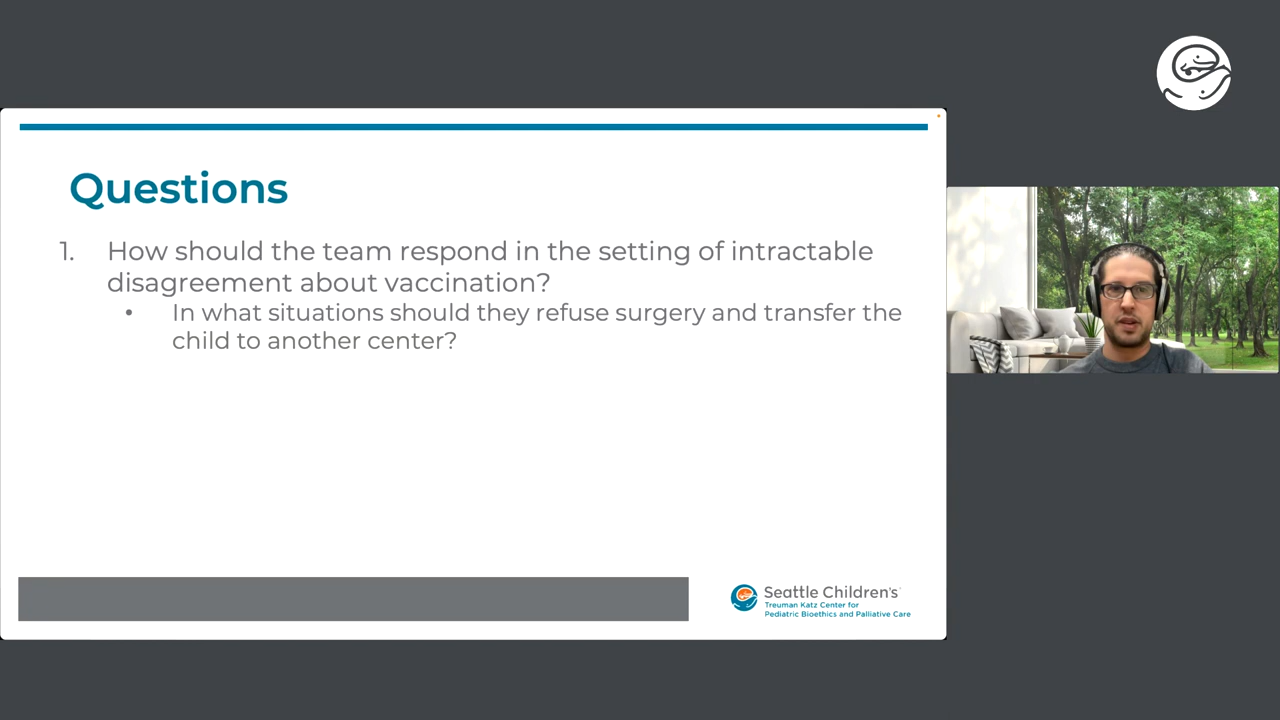 Questions
1. How should the team respond in the setting of intractable
disagreement about vaccination?
• In what situations should they refuse surgery and transfer the
child to another center?
Seattle Children's
Treuman Katz Center for
Pediatric Bioethics and Palliative Care